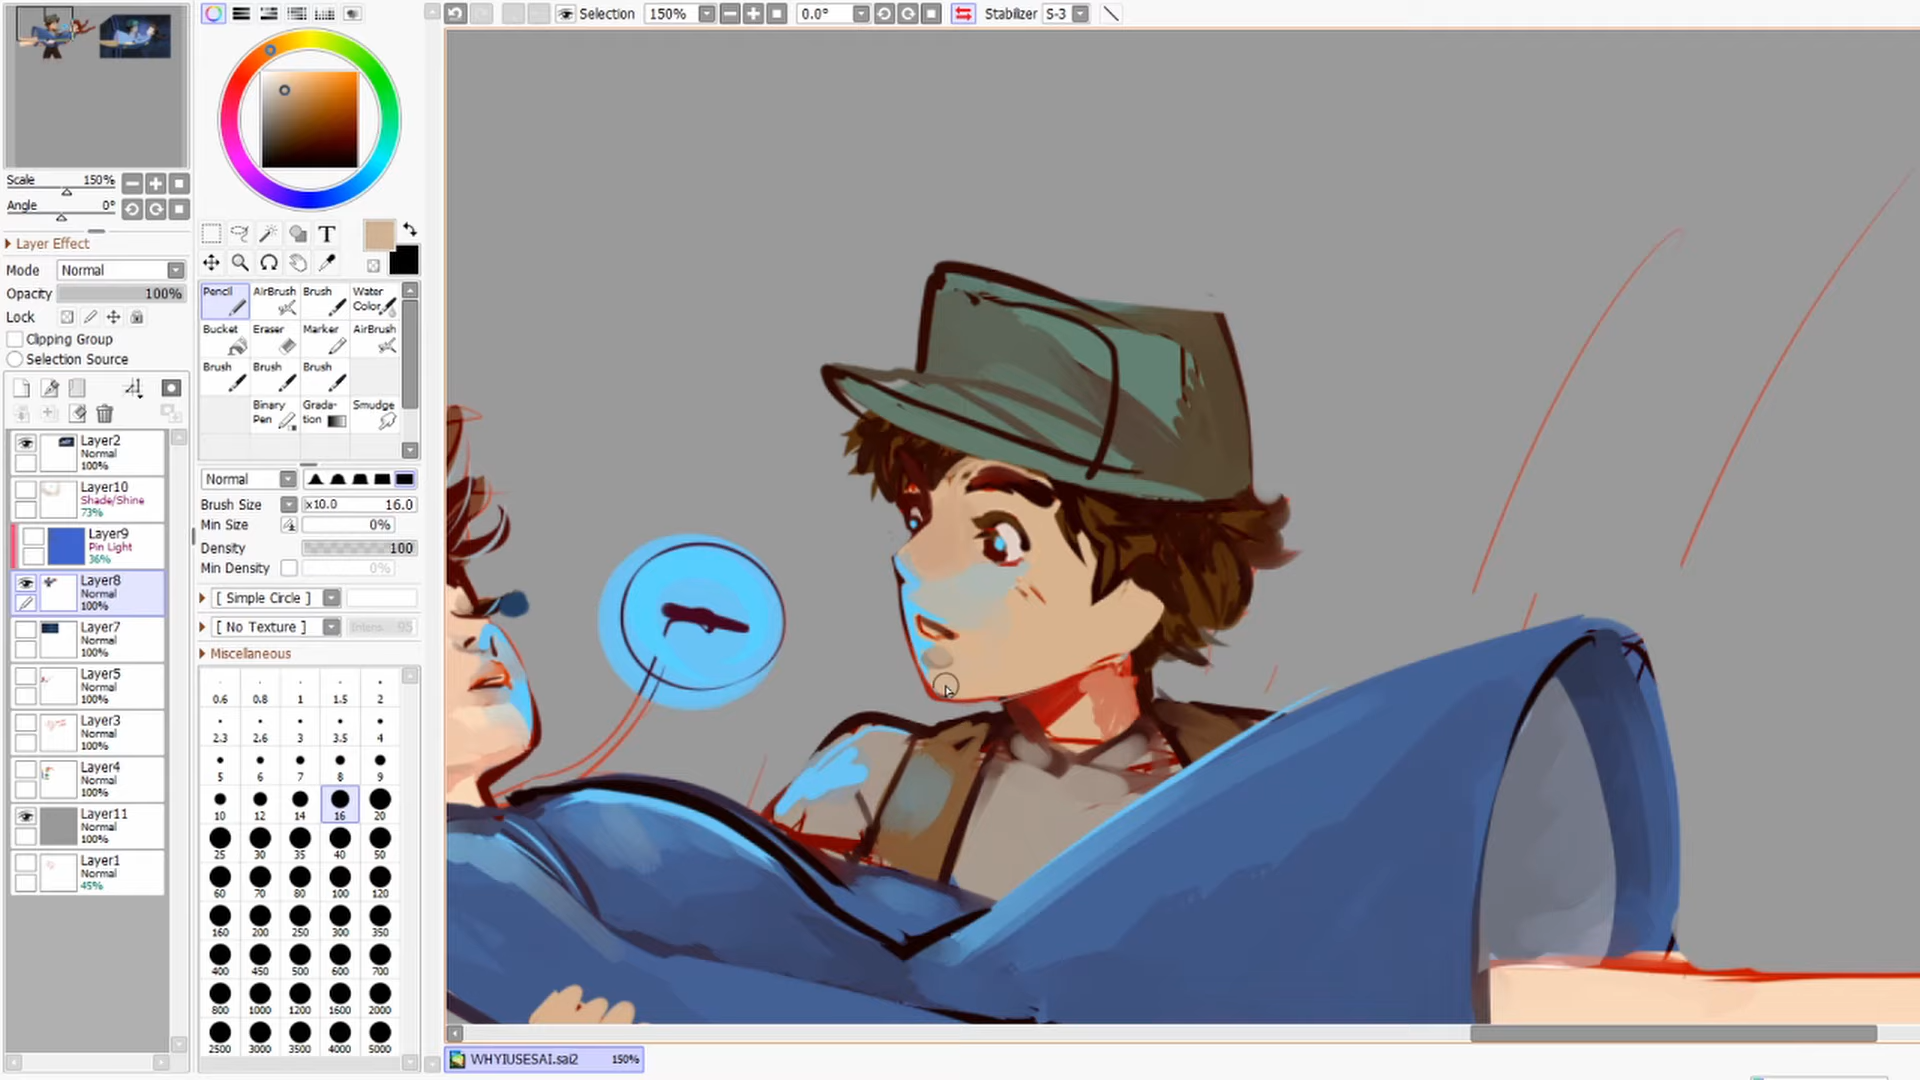 Selection 150% 0.0° Stabilizer S-3
Scale 150%
Angle 0°
Layer Effect
Mode Normal
Opacity 100%
Lock
Clipping Group
Selection Source
Layer2
Normal
100%
Layer10
Shade/Shine
73%
Layer9
Pin Light
36%
Layer8
Normal
100%
Layer7
Normal
100%
Layer5
Normal
100%
Layer3
Normal
100%
Layer4
Normal
100%
Layer11
Normal
100%
Layer1
Normal
45%
T
Pencil AirBrush Brush Water Color
Bucket Eraser Marker AirBrush
Brush Brush Brush
Binary Pen Grada-tion Smudge
Normal
Brush Size x10.0 16.0
Min Size 0%
Density 100
Min Density 0%
[ Simple Circle ]
[ No Texture ] Intens. 95
Miscellaneous
0.6 0.8 1 1.5 2
2.3 2.6 3 3.5 4
5 6 7 8 9
10 12 14 16 20
25 30 35 40 50
60 70 80 100 120
160 200 250 300 350
400 450 500 600 700
800 1000 1200 1600 2000
2500 3000 3500 4000 5000
WHYIUSESAI.sai2 150%